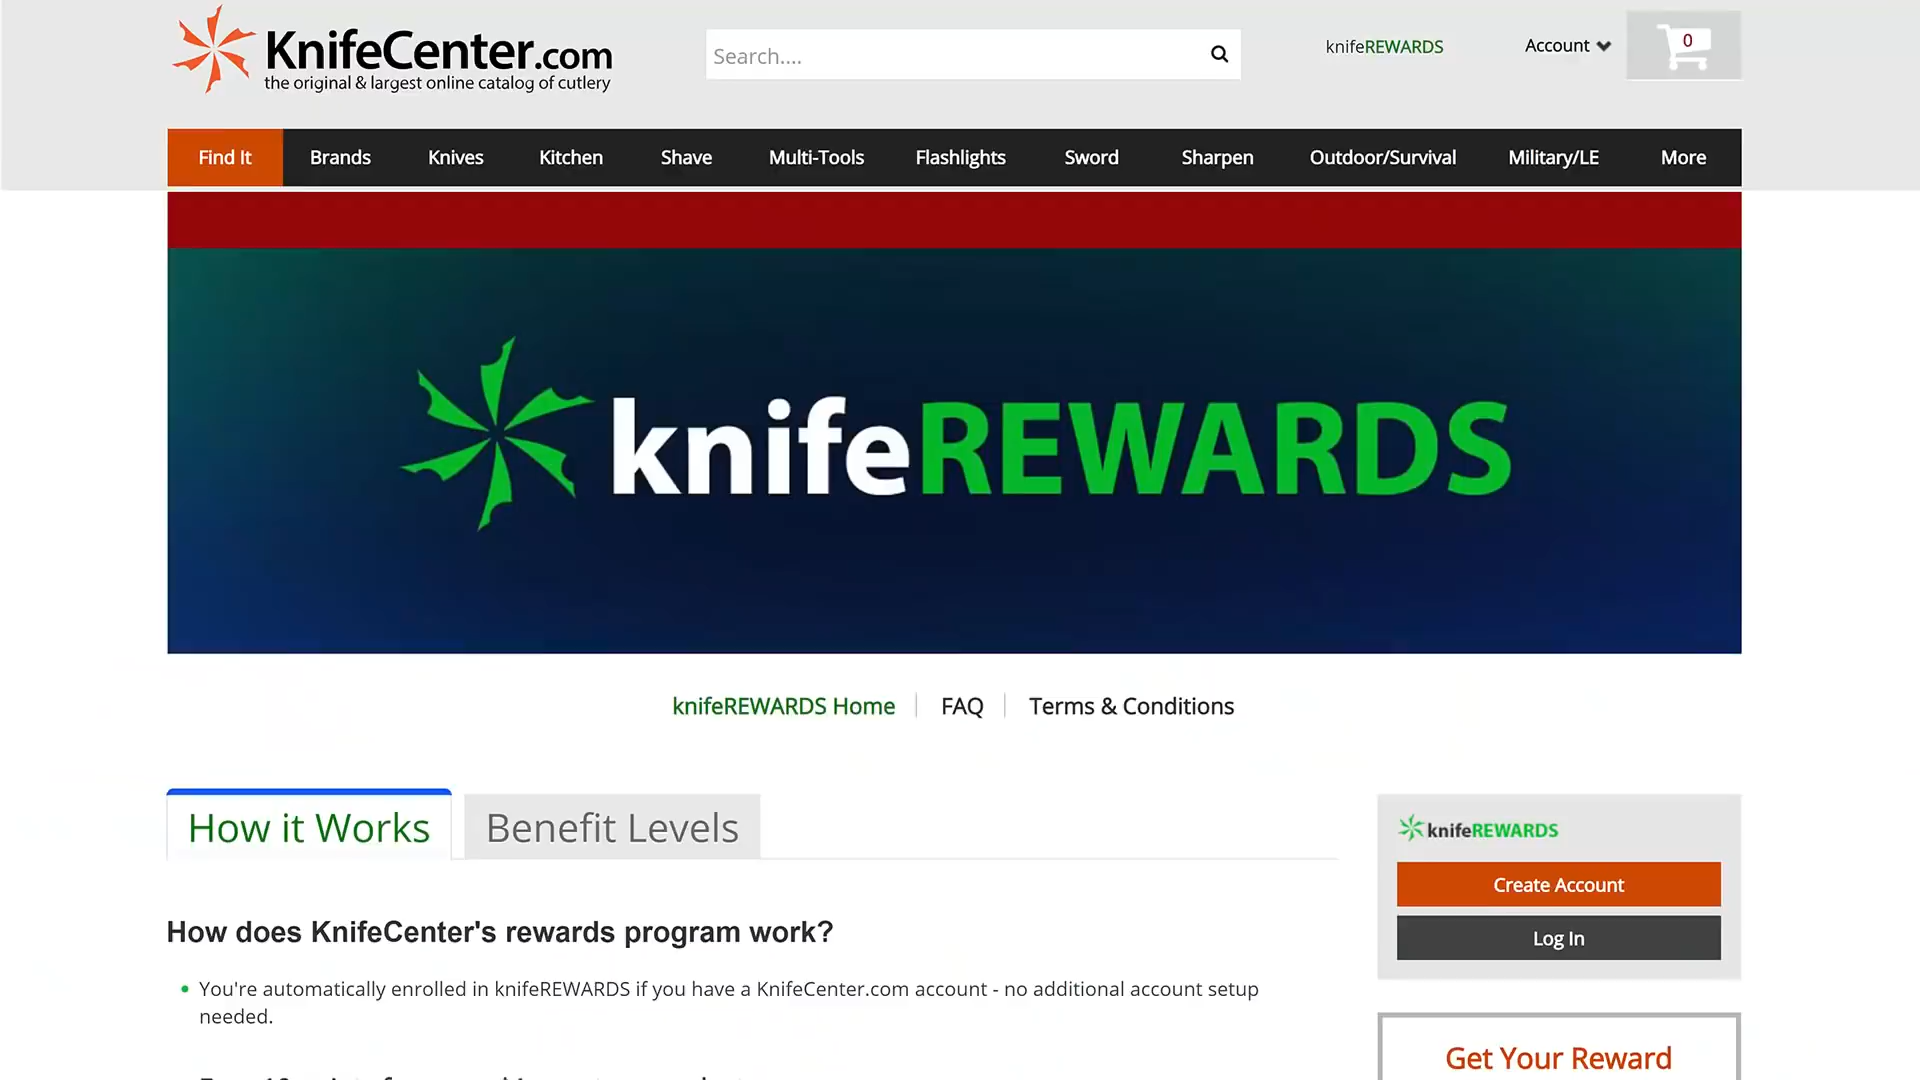 KnifeCenter.com
the original & largest online catalog of cutlery
Search....
knifeREWARDS
Account
0
Find It
Brands
Knives
Kitchen
Shave
Multi-Tools
Flashlights
Sword
Sharpen
Outdoor/Survival
Military/LE
More
knifeREWARDS
knifeREWARDS Home
FAQ
Terms & Conditions
How it Works
Benefit Levels
How does KnifeCenter's rewards program work?
You're automatically enrolled in knifeREWARDS if you have a KnifeCenter.com account - no additional account setup
needed.
knifeREWARDS
Create Account
Log In
Get Your Reward